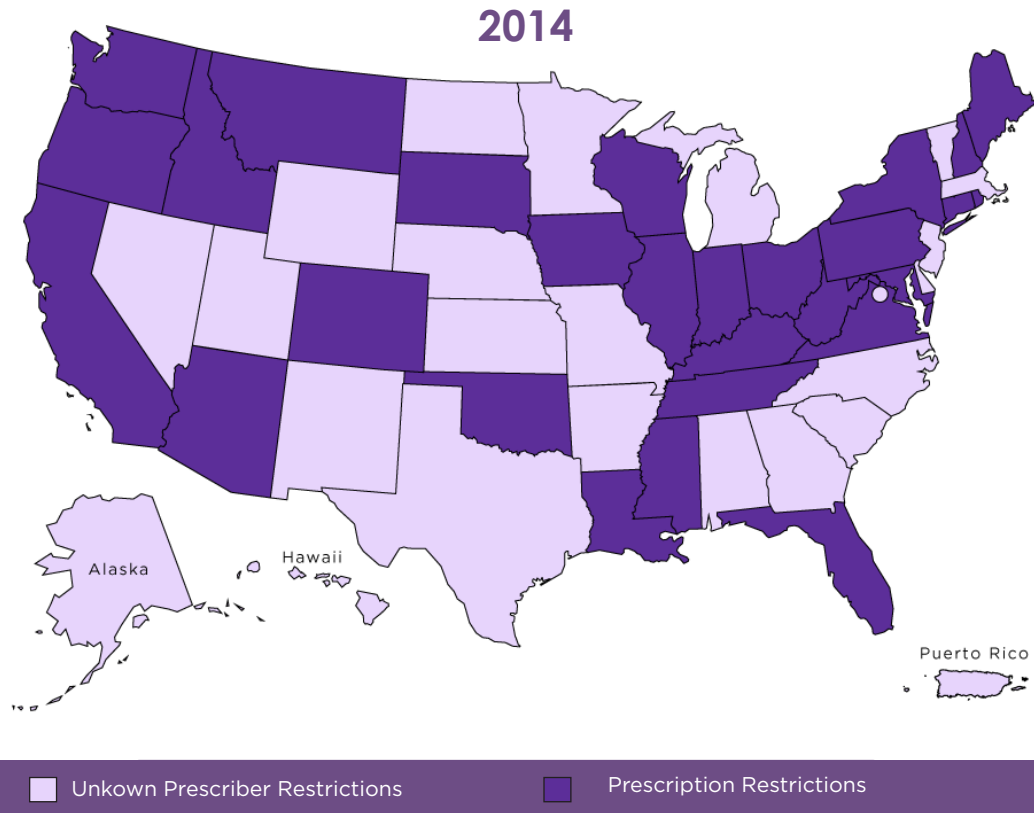 2014
Alaska
Hawaii
Puerto Rico
Unkown Prescriber Restrictions
Prescription Restrictions